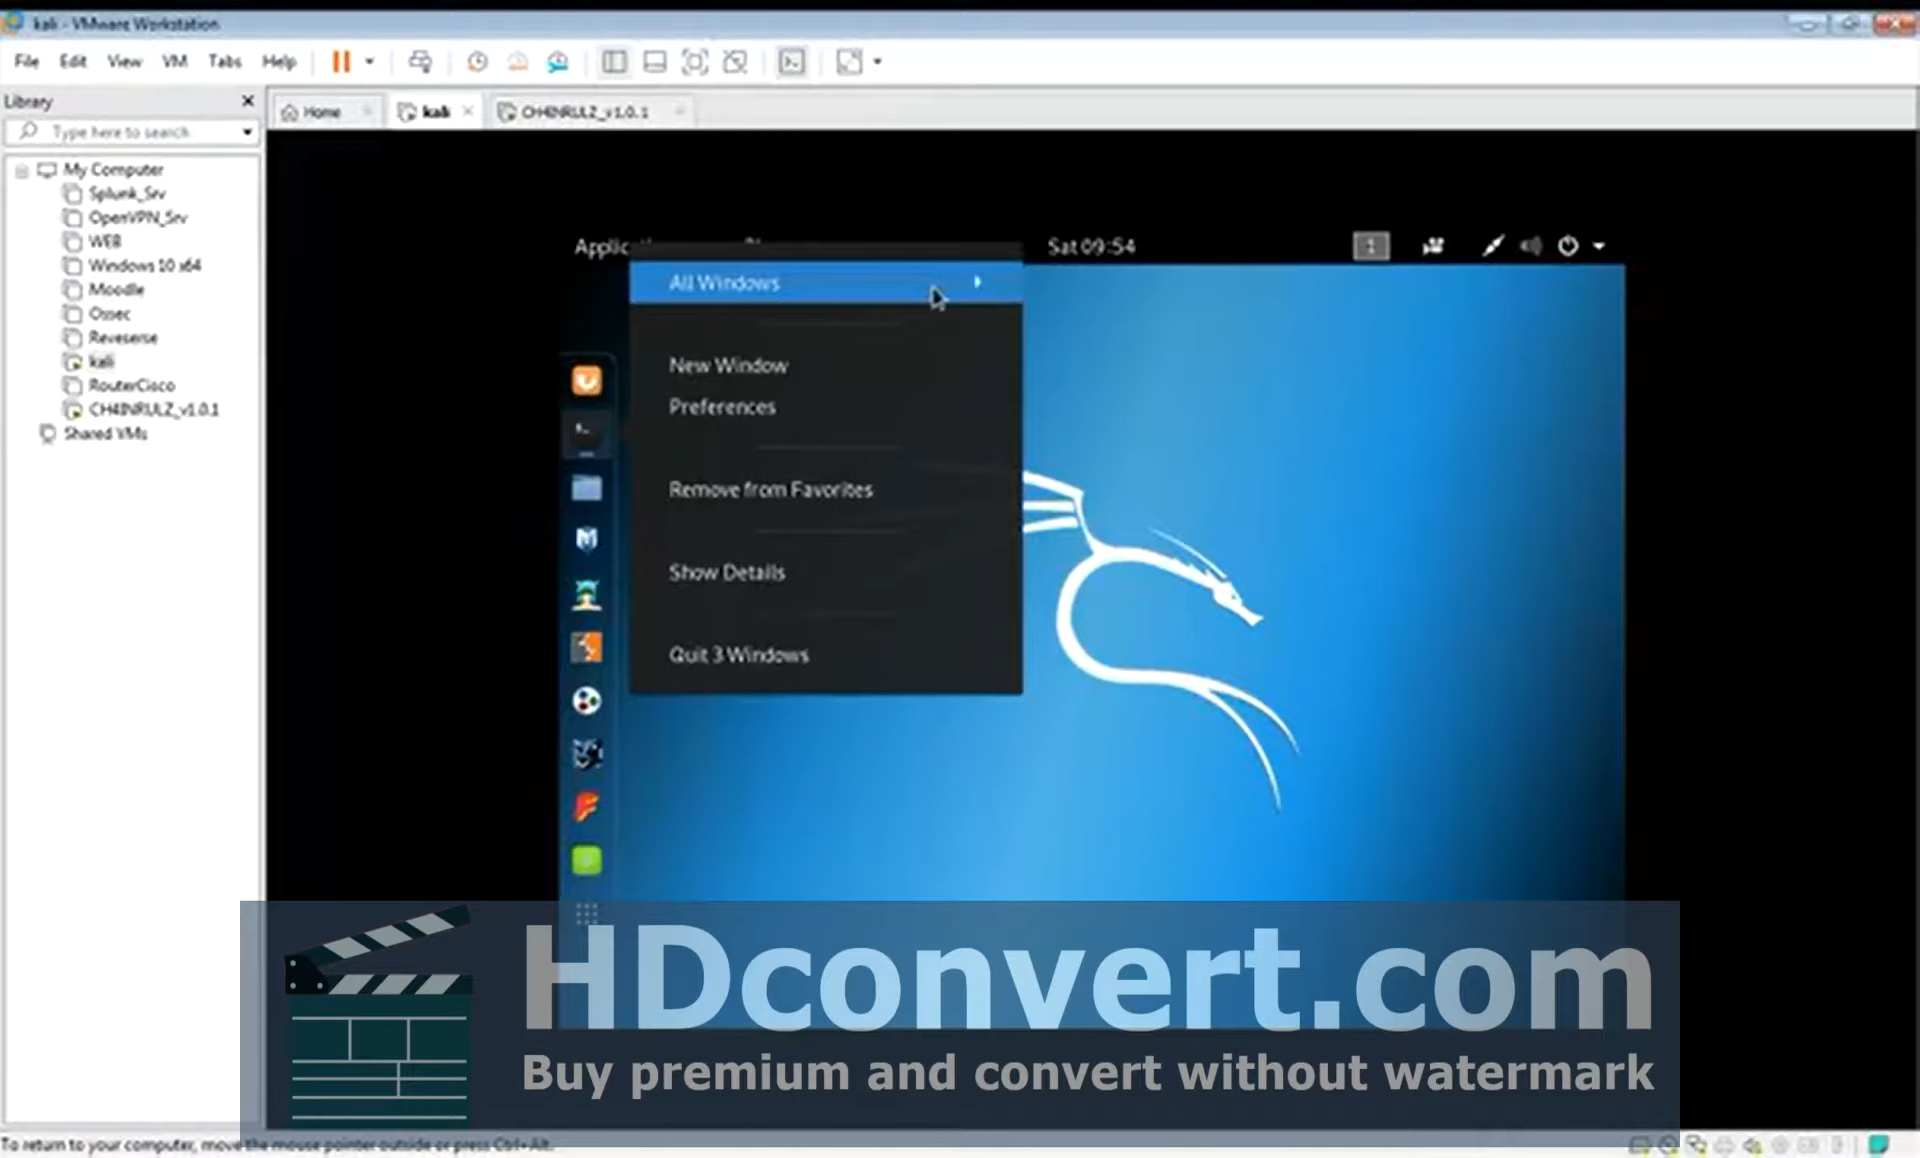 kali - VMware Workstation
File Edit View VM Tabs Help
Library
Type here to search
Home
kali
CH4INRULZ_v1.0.1
My Computer
Splunk_Srv
OpenVPN_Srv
WEB
Windows 10 x64
Moodle
Ossec
Reveserse
kali
RouterCisco
CH4INRULZ_v1.0.1
Shared VMs
Sat 09:54
1
All Windows
New Window
Preferences
Remove from Favorites
Show Details
Quit 3 Windows
HDconvert.com
Buy premium and convert without watermark
To return to your computer, move the mouse pointer outside or press Ctrl+Alt.